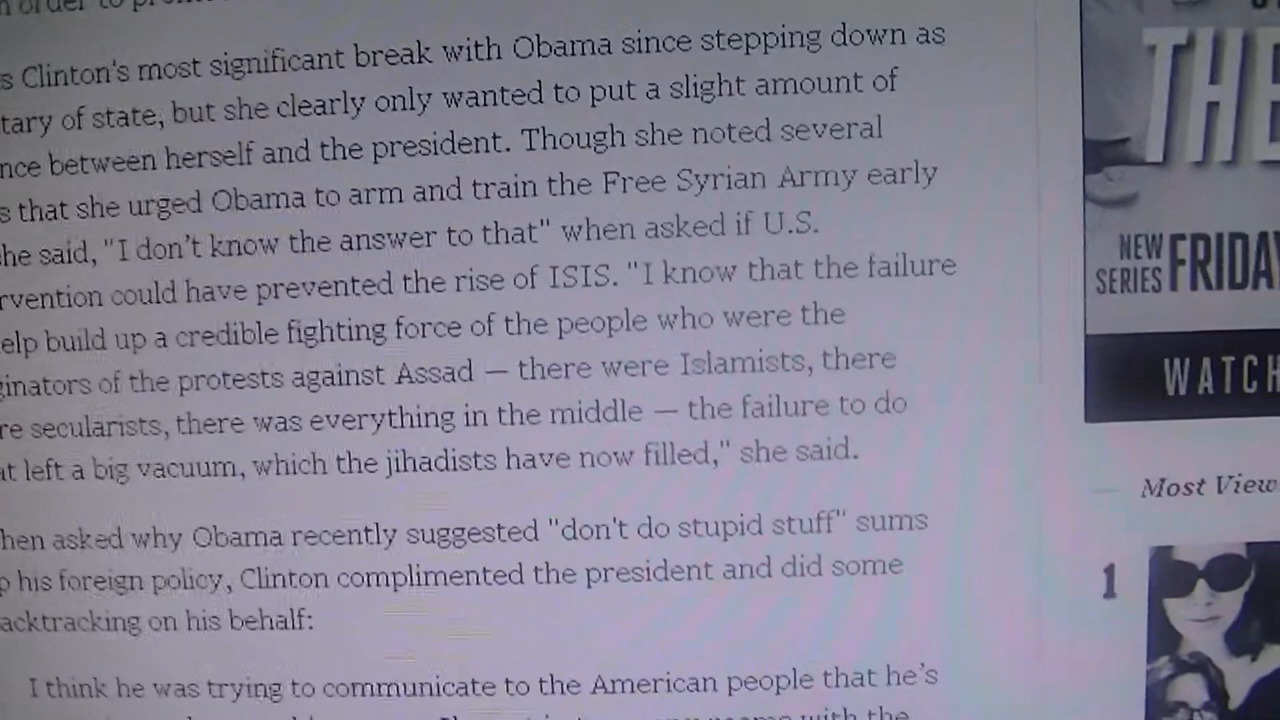 s Clinton's most significant break with Obama since stepping down as
tary of state, but she clearly only wanted to put a slight amount of
nce between herself and the president. Though she noted several
s that she urged Obama to arm and train the Free Syrian Army early
he said, "I don't know the answer to that" when asked if U.S.
rvention could have prevented the rise of ISIS. "I know that the failure
elp build up a credible fighting force of the people who were the
ginators of the protests against Assad — there were Islamists, there
re secularists, there was everything in the middle — the failure to do
at left a big vacuum, which the jihadists have now filled," she said.
hen asked why Obama recently suggested "don't do stupid stuff" sums
p his foreign policy, Clinton complimented the president and did some
acktracking on his behalf:
I think he was trying to communicate to the American people that he's
with the
THE
NEW
SERIES FRIDA
WATCH
Most View
1